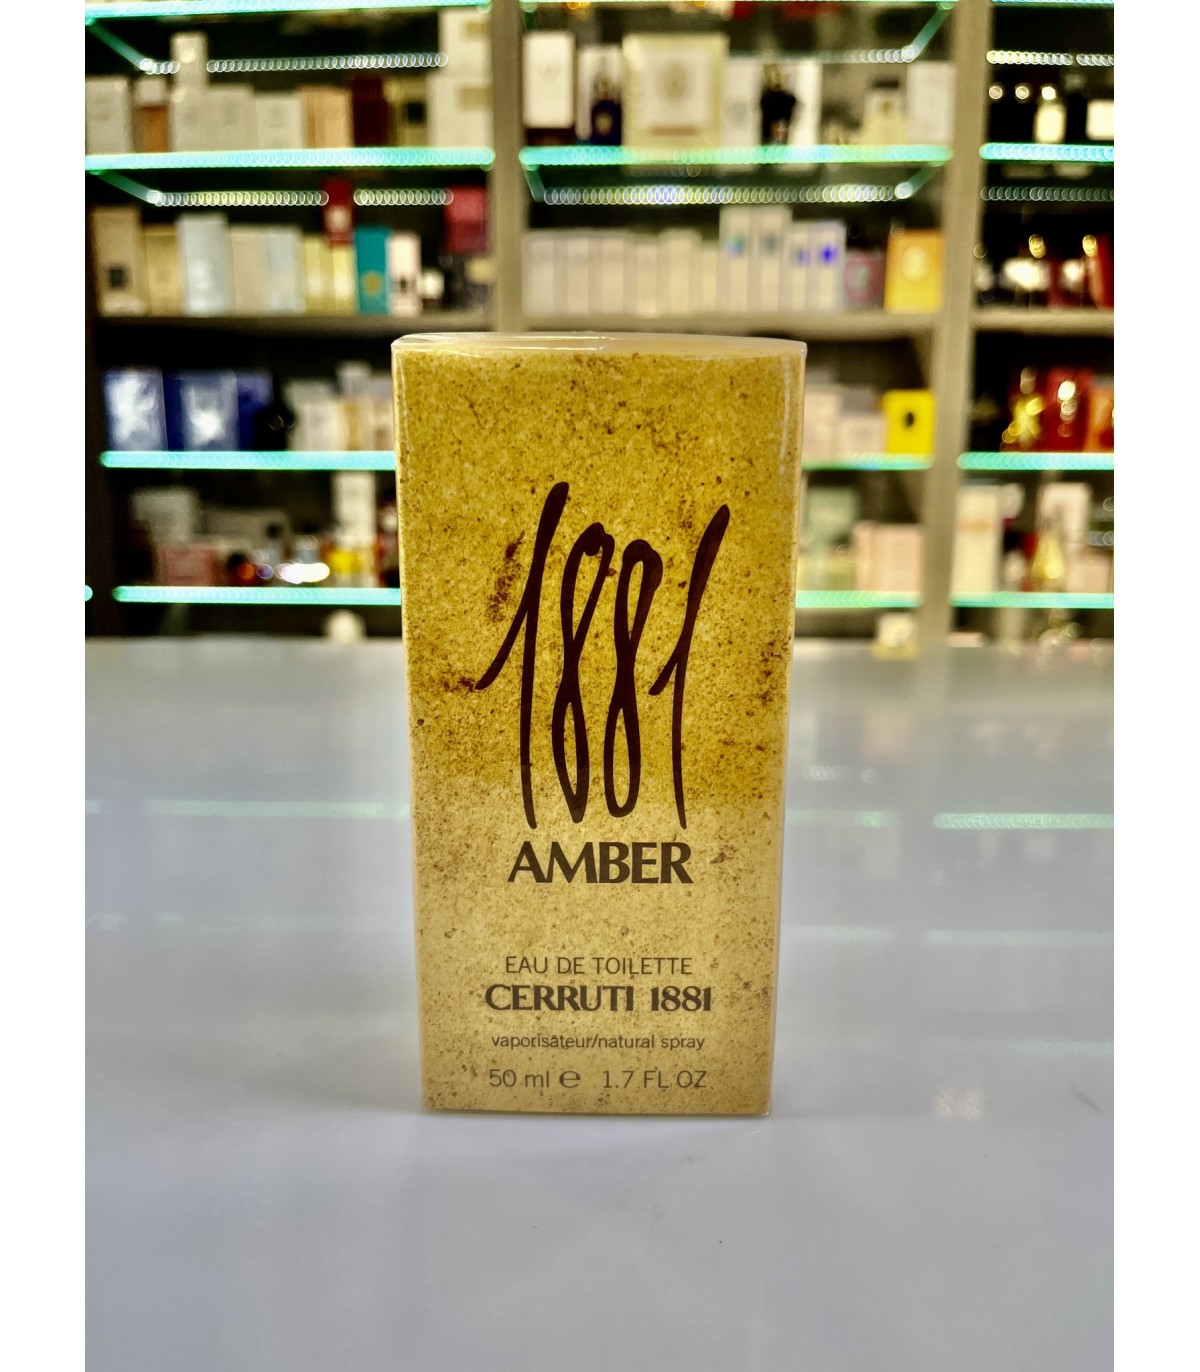 1881
AMBER
EAU DE TOILETTE
CERRUTI 1881
vaporisateur/natural spray
50 ml ℮ 1.7 FL OZ